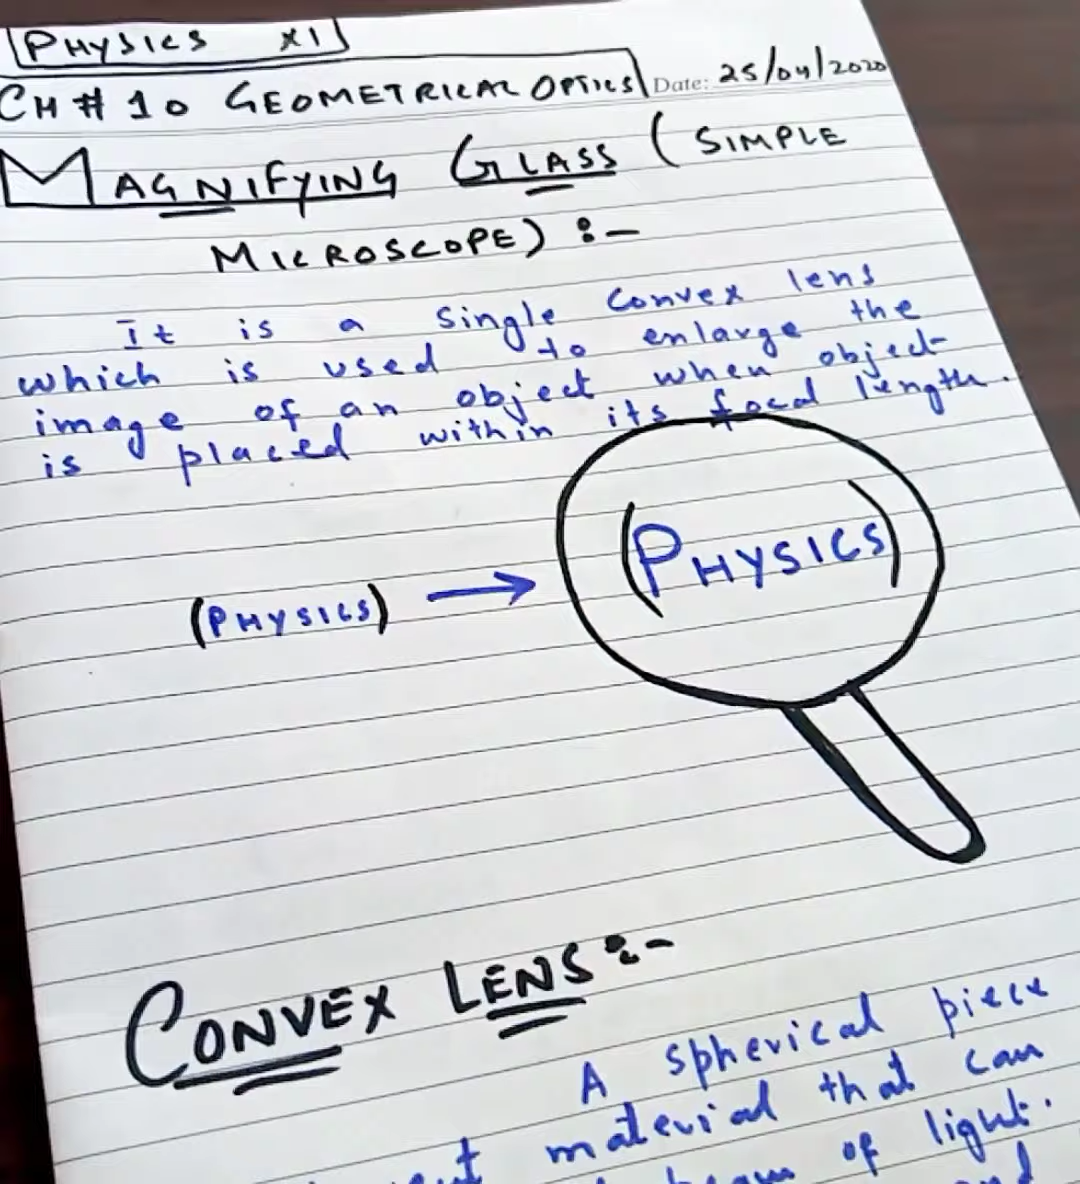 PHYSICS XI
CH # 10 GEOMETRICAL OPTICS Date: 25/04/2020
MAGNIFYING GLASS (SIMPLE
MICROSCOPE) :-
It is a single convex lens
which is used to enlarge the
image of an object when object
is placed within its focal length.
(PHYSICS)
(PHYSICS)
CONVEX LENS :-
A spherical piece
material that can
of light.